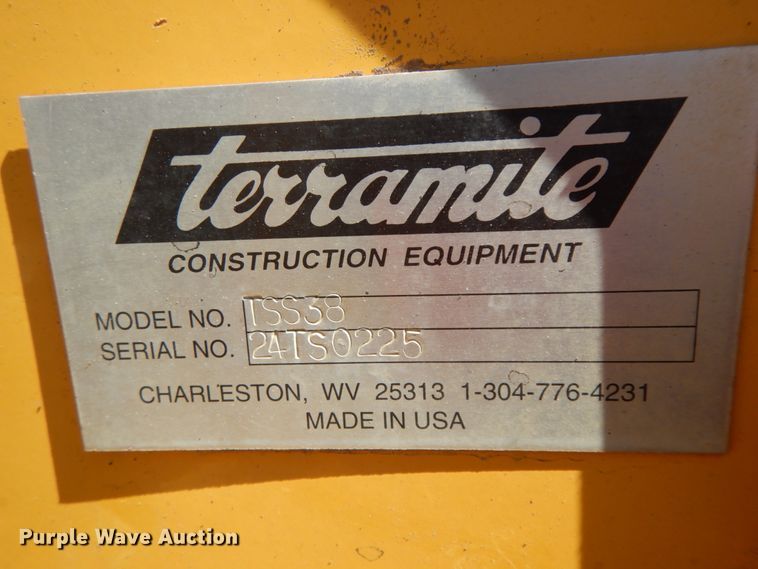 terramite
CONSTRUCTION EQUIPMENT
MODEL NO. TSS38
SERIAL NO. 24TS0225
CHARLESTON, WV 25313 1-304-776-4231
MADE IN USA
Purple Wave Auction